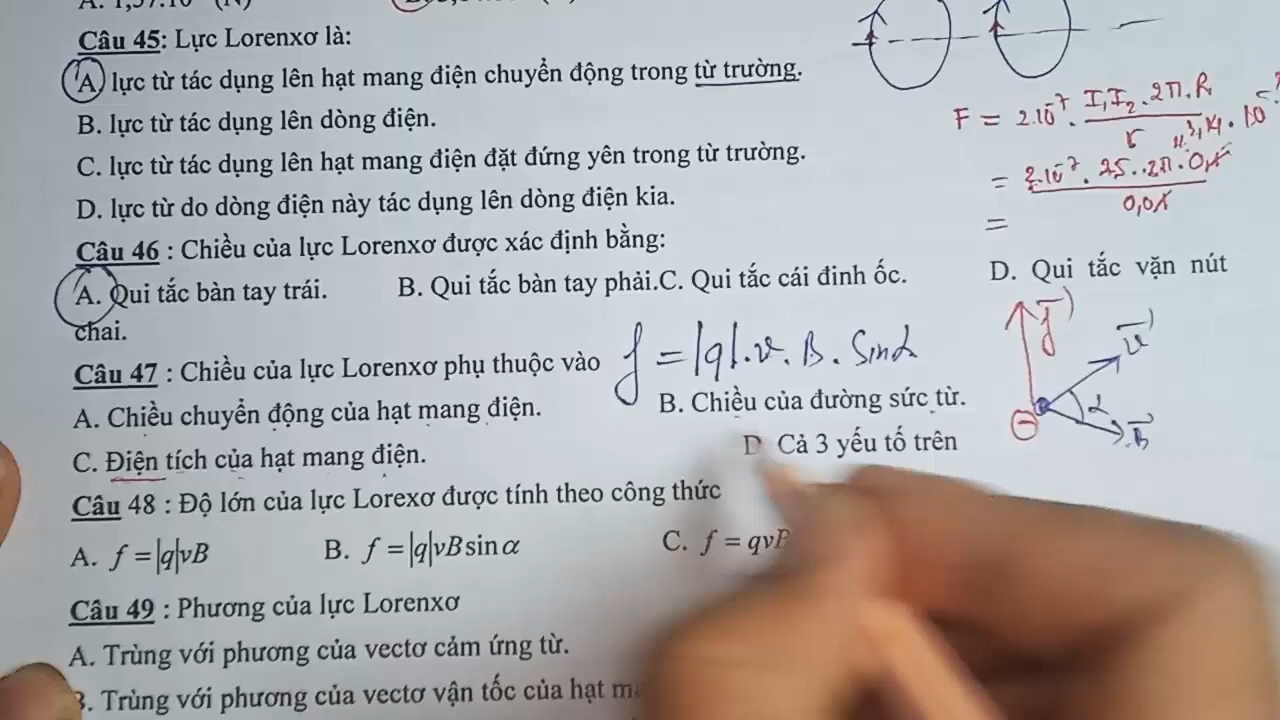 Câu 45: Lực Lorenxơ là:
A. lực từ tác dụng lên hạt mang điện chuyển động trong từ trường.
B. lực từ tác dụng lên dòng điện.
C. lực từ tác dụng lên hạt mang điện đặt đứng yên trong từ trường.
D. lực từ do dòng điện này tác dụng lên dòng điện kia.
F = 2.10⁻⁷. I₁I₂.2π.R / r
= 2.10⁻⁷.25..2π.0,1 / 0,01
=
Câu 46 : Chiều của lực Lorenxơ được xác định bằng:
A. Qui tắc bàn tay trái. B. Qui tắc bàn tay phải.C. Qui tắc cái đinh ốc. D. Qui tắc vặn nút
chai.
Câu 47 : Chiều của lực Lorenxơ phụ thuộc vào
f = |q|.v.B.Sinα
A. Chiều chuyển động của hạt mang điện. B. Chiều của đường sức từ.
C. Điện tích của hạt mang điện. D Cả 3 yếu tố trên
f v α B
Câu 48 : Độ lớn của lực Lorexơ được tính theo công thức
A. f =|q|vB B. f =|q|vB sin α C. f = qvB
Câu 49 : Phương của lực Lorenxơ
A. Trùng với phương của vectơ cảm ứng từ.
B. Trùng với phương của vectơ vận tốc của hạt